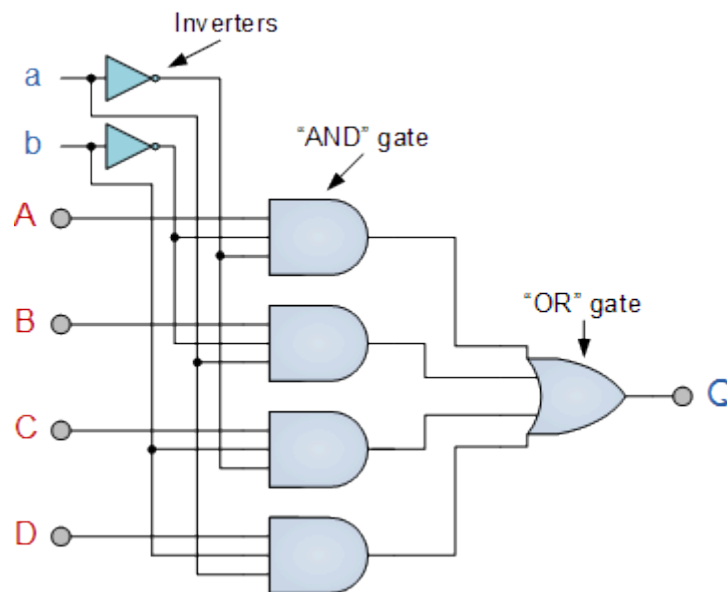 Inverters
a
b
“AND” gate
A
B
“OR” gate
Q
C
D